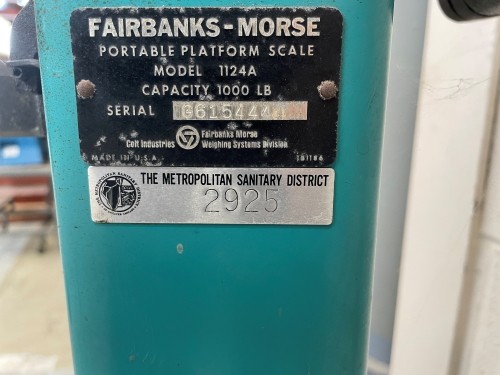 FAIRBANKS-MORSE
PORTABLE PLATFORM SCALE
MODEL 1124A
CAPACITY 1000 LB
SERIAL
Colt Industries
Fairbanks Morse
Weighing Systems Division
MADE IN U.S.A.
THE METROPOLITAN SANITARY DISTRICT
2925